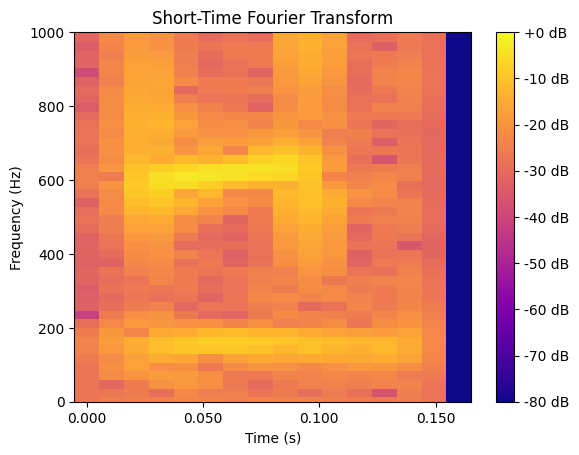 Short-Time Fourier Transform
Frequency (Hz)
1000
800
600
400
200
0
0.000
0.050
0.100
0.150
Time (s)
+0 dB
-10 dB
-20 dB
-30 dB
-40 dB
-50 dB
-60 dB
-70 dB
-80 dB